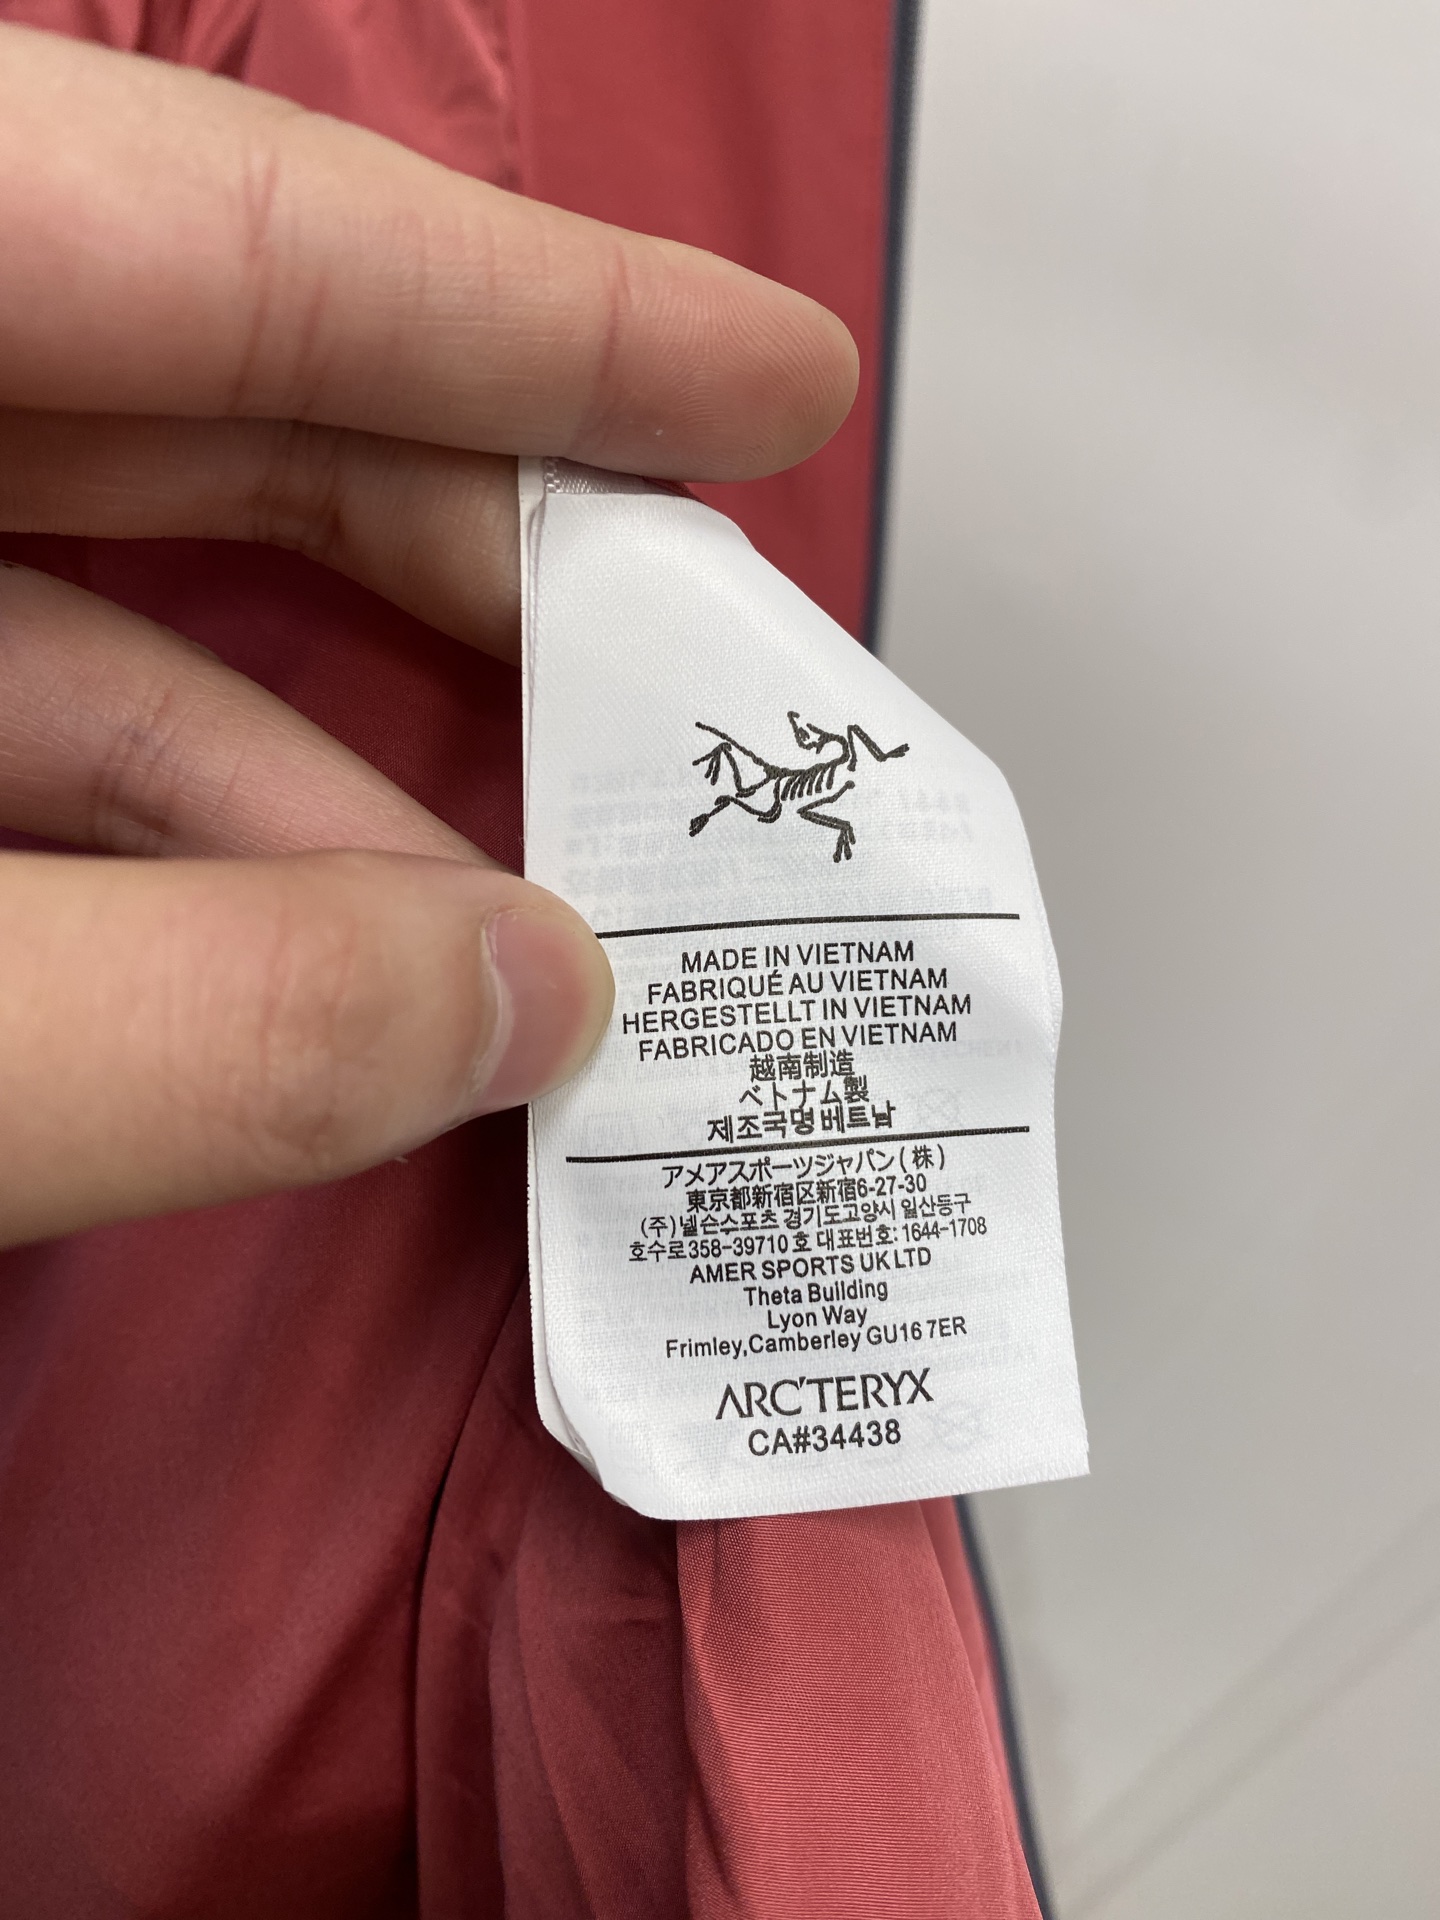 MADE IN VIETNAM
FABRIQUÉ AU VIETNAM
HERGESTELLT IN VIETNAM
FABRICADO EN VIETNAM
越南制造
ベトナム製
제조국명 베트남
アメアスポーツジャパン(株)
東京都新宿区新宿6-27-30
(주)넬슨스포츠 경기도고양시 일산동구
호수로358-39710호 대표번호:1644-1708
AMER SPORTS UK LTD
Theta Building
Lyon Way
Frimley,Camberley GU16 7ER
ARC'TERYX
CA#34438